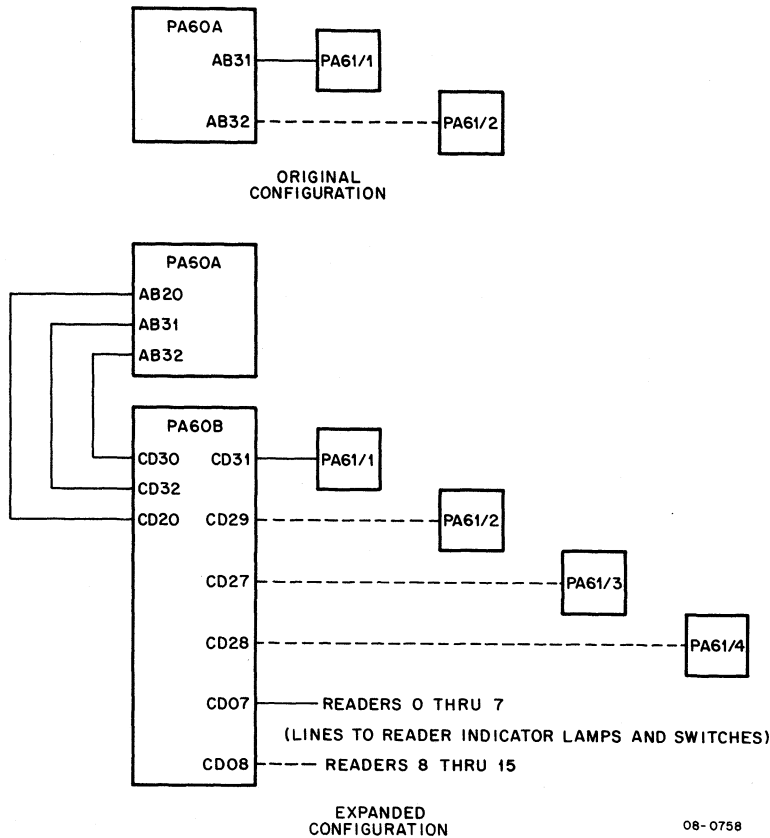 PA60A
AB31
PA61/1
AB32
PA61/2
ORIGINAL
CONFIGURATION
PA60A
AB20
AB31
AB32
PA60B
CD30 CD31
PA61/1
CD32
CD20 CD29
PA61/2
CD27
PA61/3
CD28
PA61/4
CD07 READERS 0 THRU 7
(LINES TO READER INDICATOR LAMPS AND SWITCHES)
CD08 READERS 8 THRU 15
EXPANDED
CONFIGURATION
08-0758